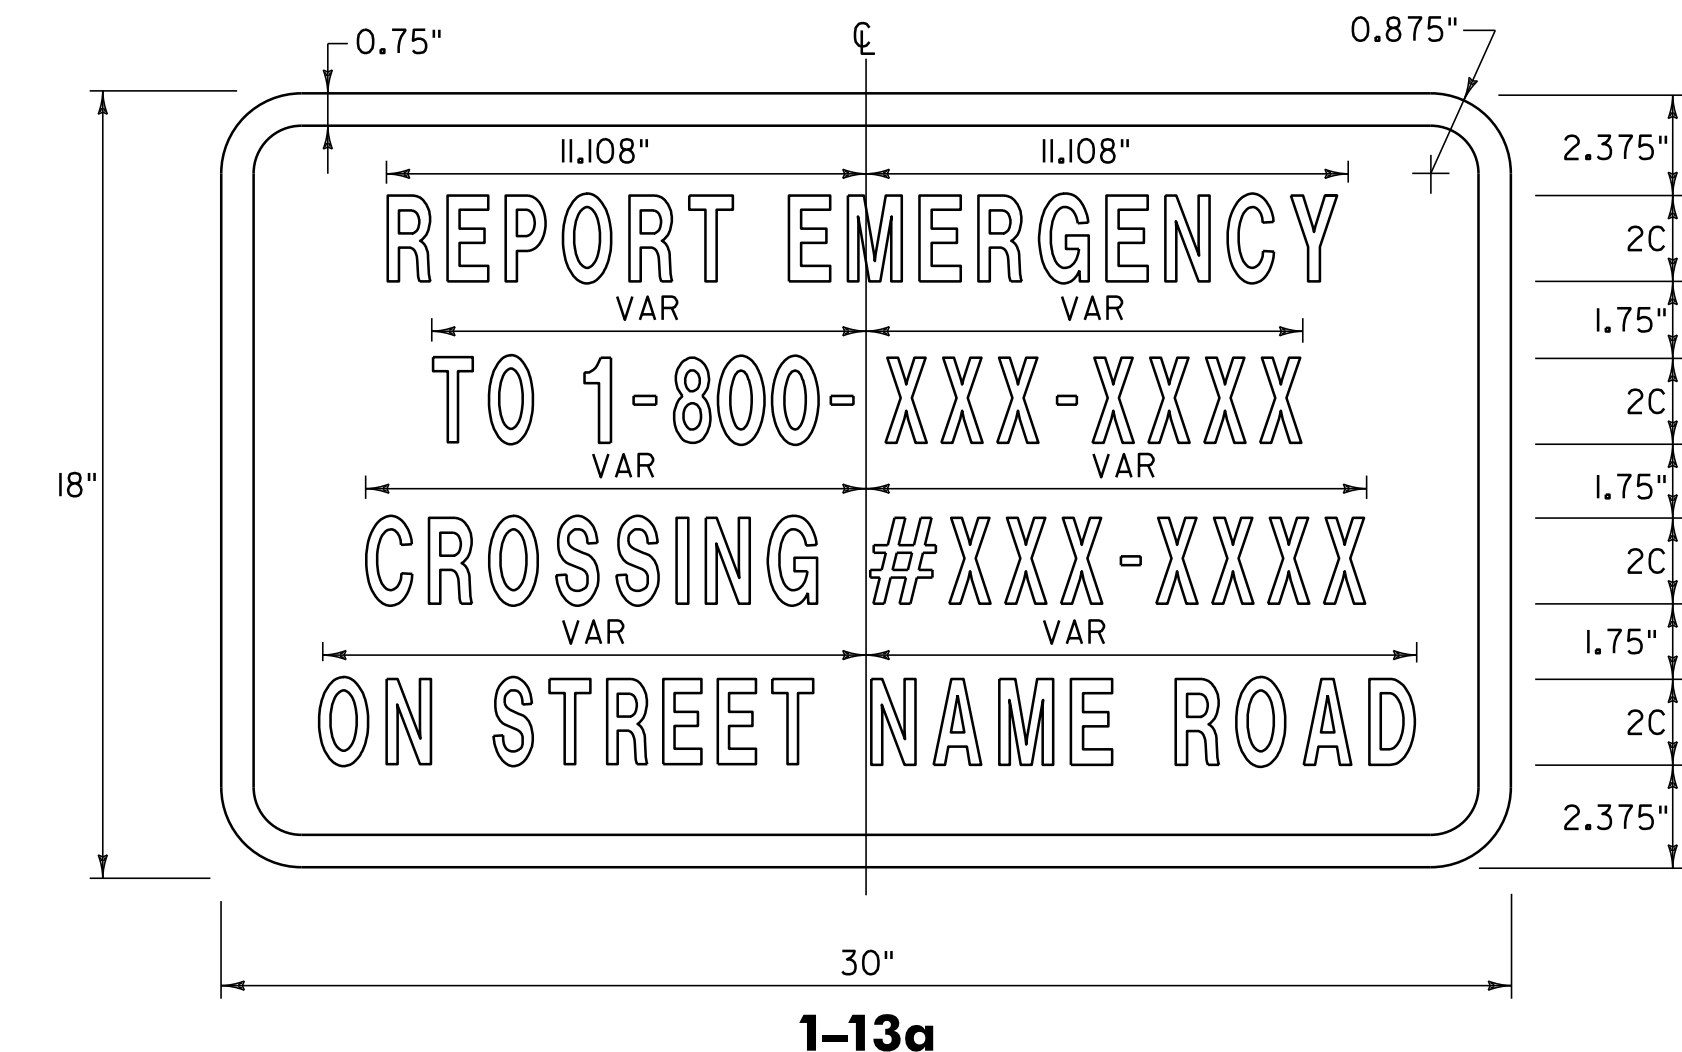 0.75"
℄
0.875"
11.108" 11.108"
2.375"
REPORT EMERGENCY
2C
VAR VAR
1.75"
TO 1-800-XXX-XXXX
2C
VAR VAR
18"
1.75"
CROSSING #XXX-XXXX
2C
VAR VAR
1.75"
ON STREET NAME ROAD
2C
2.375"
30"
1–13a